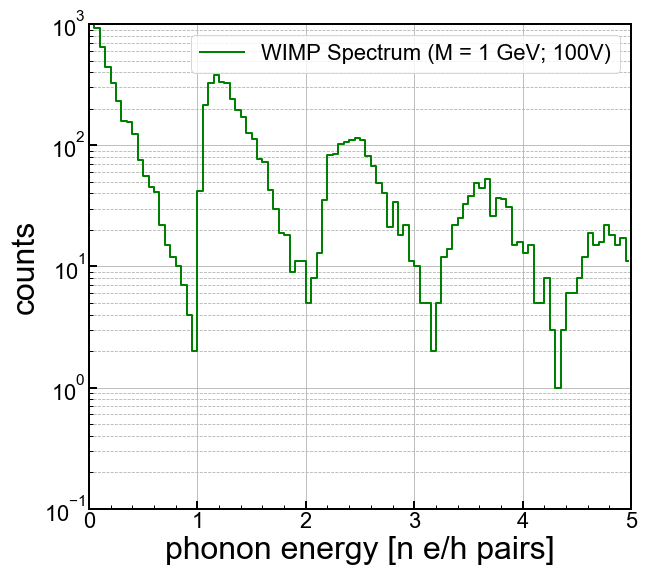 WIMP Spectrum (M = 1 GeV; 100V)
counts
10³
10²
10¹
10⁰
10⁻¹
0 1 2 3 4 5
phonon energy [n e/h pairs]